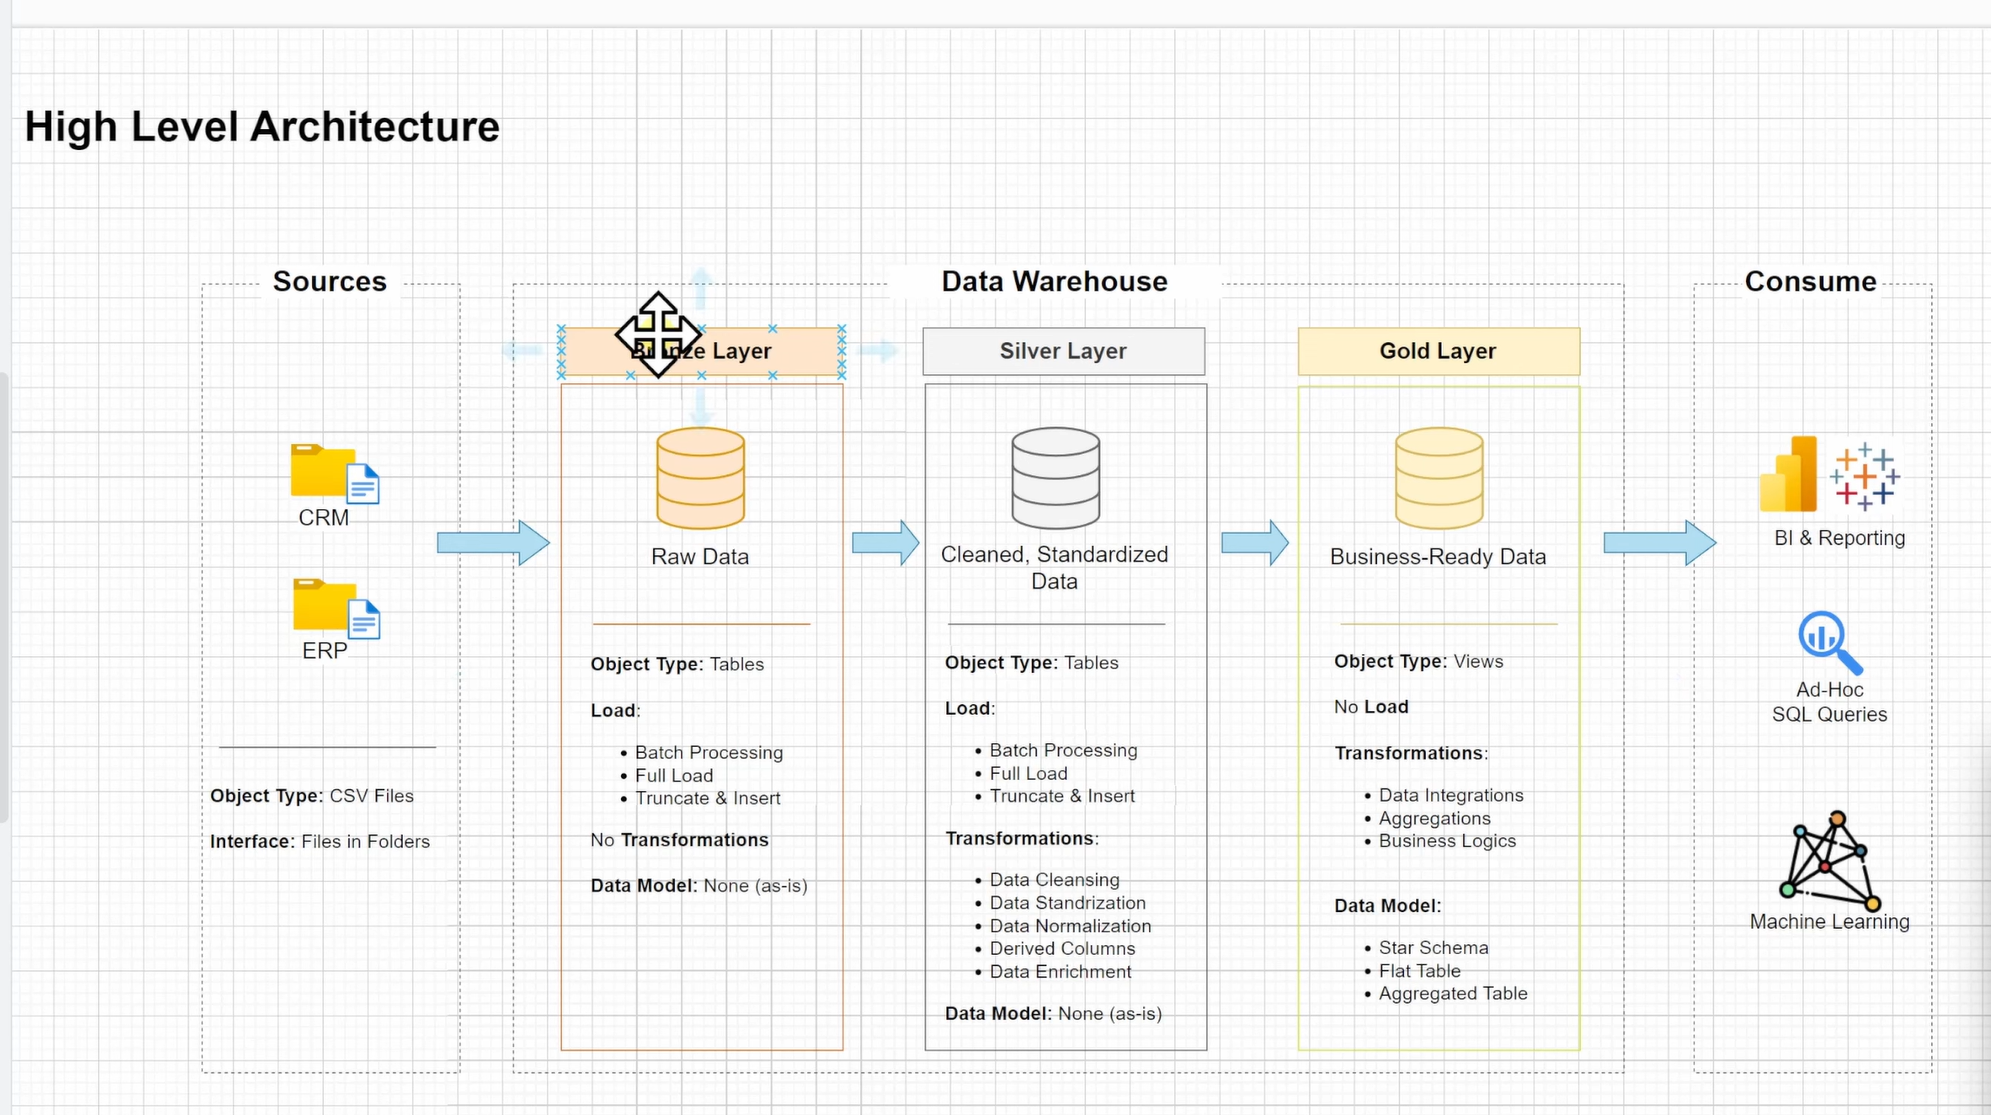 High Level Architecture
Sources
CRM
ERP
Object Type: CSV Files
Interface: Files in Folders
Data Warehouse
Bronze Layer
Raw Data
Object Type: Tables
Load:
• Batch Processing
• Full Load
• Truncate & Insert
No Transformations
Data Model: None (as-is)
Silver Layer
Cleaned, Standardized
Data
Object Type: Tables
Load:
• Batch Processing
• Full Load
• Truncate & Insert
Transformations:
• Data Cleansing
• Data Standrization
• Data Normalization
• Derived Columns
• Data Enrichment
Data Model: None (as-is)
Gold Layer
Business-Ready Data
Object Type: Views
No Load
Transformations:
• Data Integrations
• Aggregations
• Business Logics
Data Model:
• Star Schema
• Flat Table
• Aggregated Table
Consume
BI & Reporting
Ad-Hoc
SQL Queries
Machine Learning